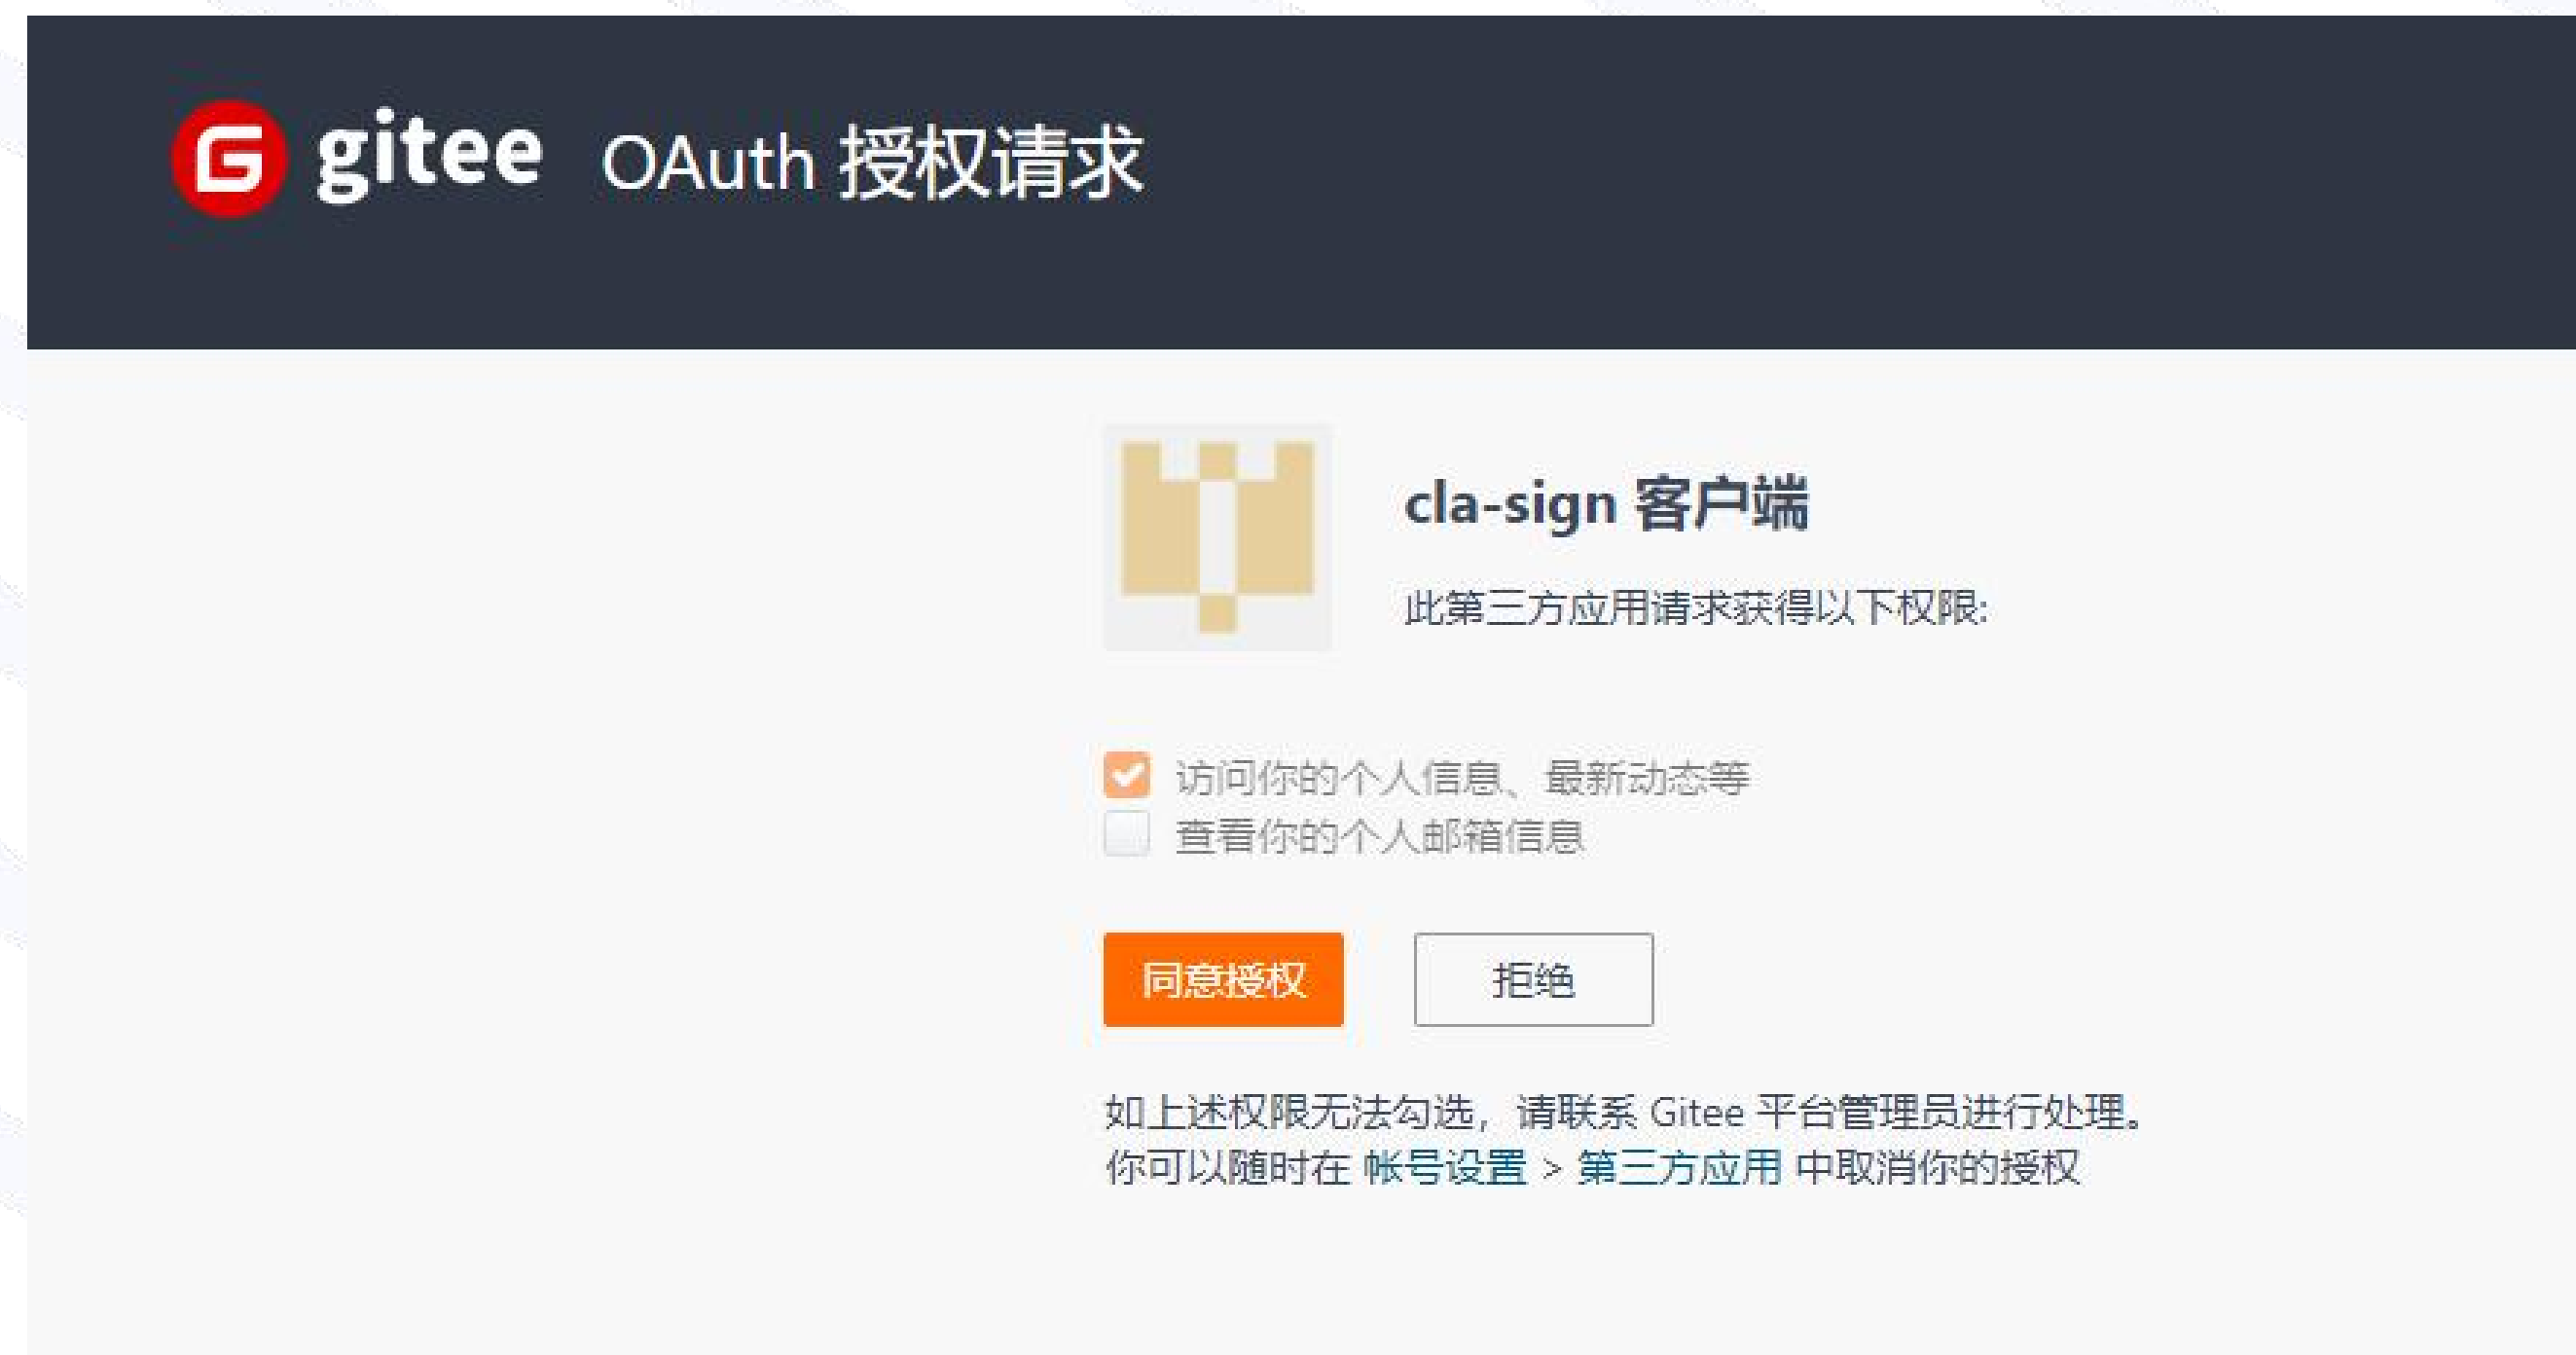 gitee OAuth 授权请求
cla-sign 客户端
此第三方应用请求获得以下权限:
访问你的个人信息、最新动态等
查看你的个人邮箱信息
同意授权 拒绝
如上述权限无法勾选，请联系 Gitee 平台管理员进行处理。
你可以随时在 帐号设置 > 第三方应用 中取消你的授权